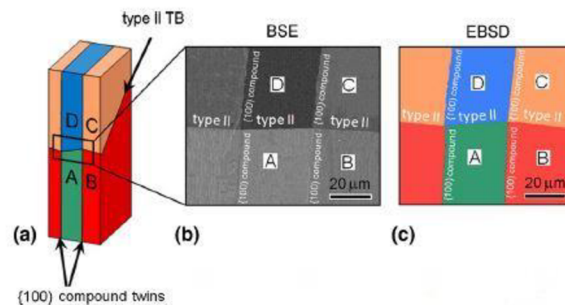 type II TB
BSE
EBSD
D
C
A
B
(a)
{100} compound twins
{100} compound
{100} compound
D
C
type II
type II
type II
A
B
{100} compound
{100} compound
20 μm
(b)
{100} compound
{100} compound
D
C
type II
type II
type II
A
B
{100} compound
{100} compound
20 μm
(c)